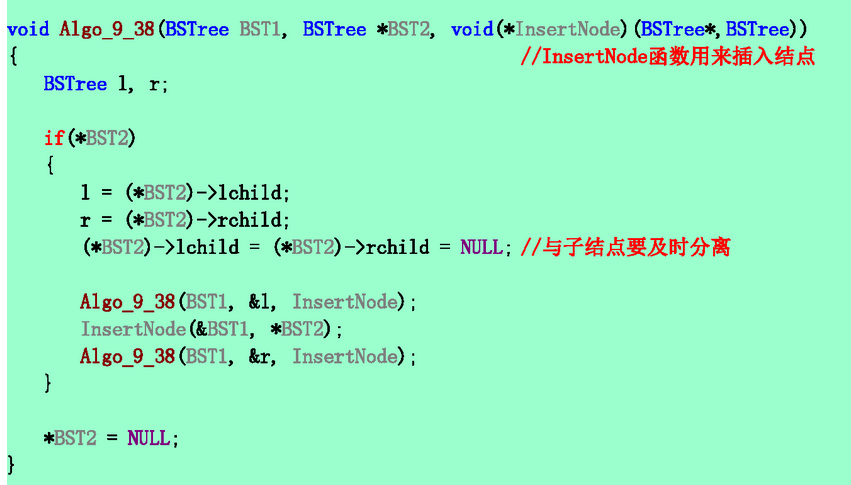 void Algo_9_38(BSTree BST1, BSTree *BST2, void(*InsertNode)(BSTree*,BSTree))
{ //InsertNode函数用来插入结点
BSTree l, r;
if(*BST2)
{
l = (*BST2)->lchild;
r = (*BST2)->rchild;
(*BST2)->lchild = (*BST2)->rchild = NULL; //与子结点要及时分离
Algo_9_38(BST1, &l, InsertNode);
InsertNode(&BST1, *BST2);
Algo_9_38(BST1, &r, InsertNode);
}
*BST2 = NULL;
}